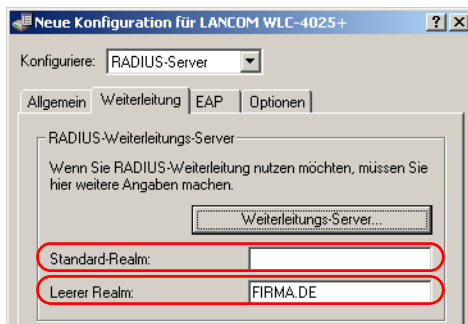 Neue Konfiguration für LANCOM WLC-4025+
Konfiguriere: RADIUS-Server
Allgemein Weiterleitung EAP Optionen
RADIUS-Weiterleitungs-Server
Wenn Sie RADIUS-Weiterleitung nutzen möchten, müssen Sie
hier weitere Angaben machen.
Weiterleitungs-Server...
Standard-Realm:
Leerer Realm: FIRMA.DE